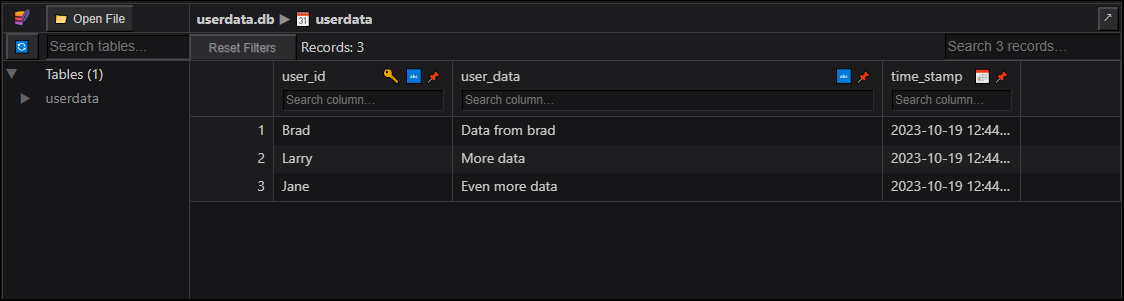 Open File
userdata.db ▶ userdata
Search tables...
Reset Filters Records: 3 Search 3 records...
Tables (1)
userdata
user_id user_data time_stamp
Search column... Search column... Search column...
1 Brad Data from brad 2023-10-19 12:44...
2 Larry More data 2023-10-19 12:44...
3 Jane Even more data 2023-10-19 12:44...